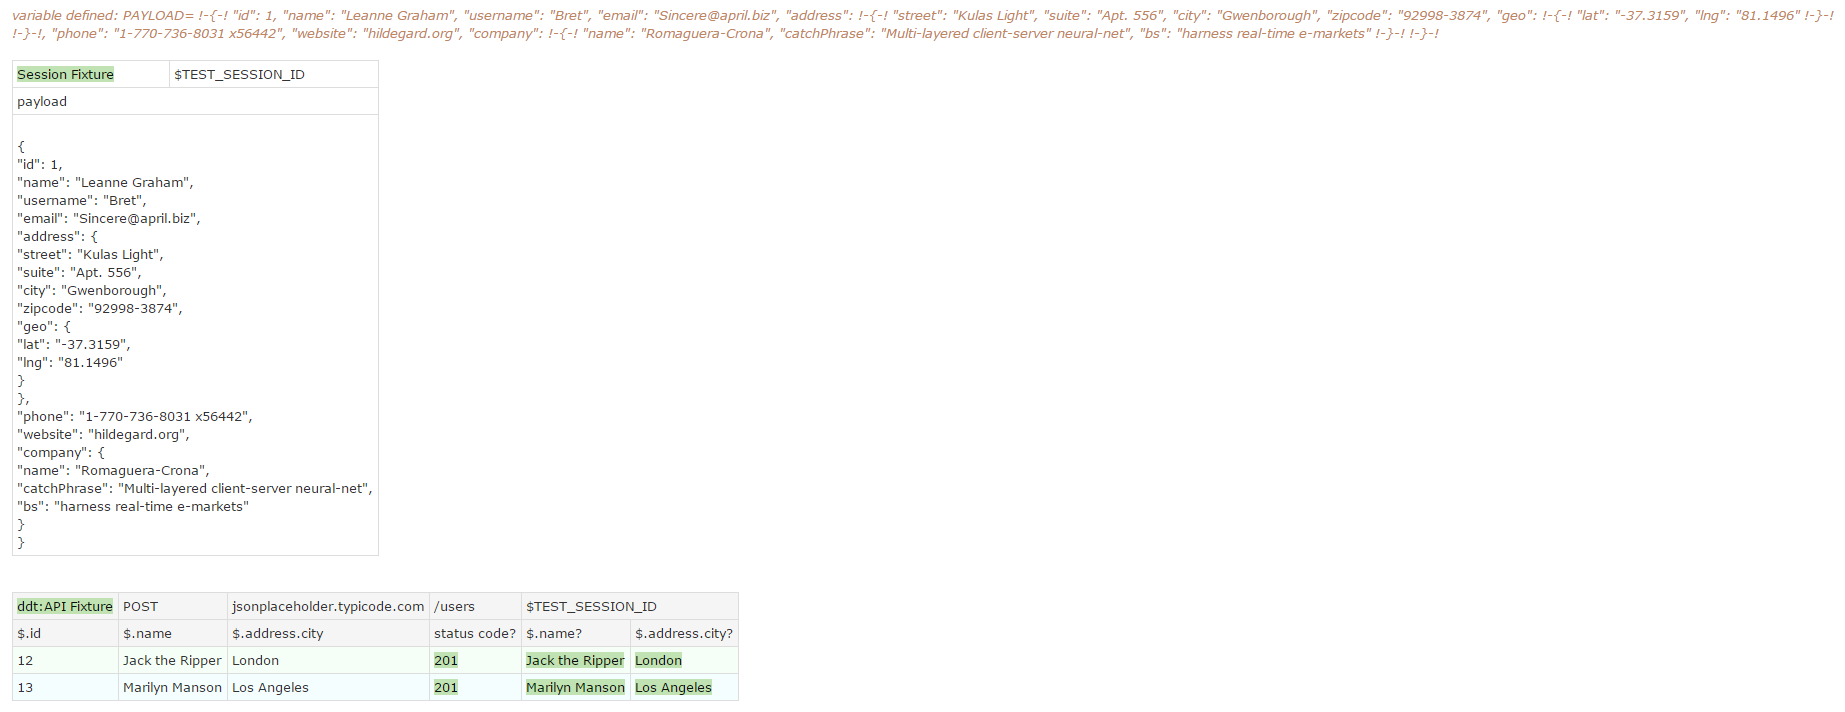 variable defined: PAYLOAD= !-{-! "id": 1, "name": "Leanne Graham", "username": "Bret", "email": "Sincere@april.biz", "address": !-{-! "street": "Kulas Light", "suite": "Apt. 556", "city": "Gwenborough", "zipcode": "92998-3874", "geo": !-{-! "lat": "-37.3159", "lng": "81.1496" !-}-!
!-}-!, "phone": "1-770-736-8031 x56442", "website": "hildegard.org", "company": !-{-! "name": "Romaguera-Crona", "catchPhrase": "Multi-layered client-server neural-net", "bs": "harness real-time e-markets" !-}-! !-}-!
Session Fixture $TEST_SESSION_ID
payload
{
"id": 1,
"name": "Leanne Graham",
"username": "Bret",
"email": "Sincere@april.biz",
"address": {
"street": "Kulas Light",
"suite": "Apt. 556",
"city": "Gwenborough",
"zipcode": "92998-3874",
"geo": {
"lat": "-37.3159",
"lng": "81.1496"
}
},
"phone": "1-770-736-8031 x56442",
"website": "hildegard.org",
"company": {
"name": "Romaguera-Crona",
"catchPhrase": "Multi-layered client-server neural-net",
"bs": "harness real-time e-markets"
}
}
ddt:API Fixture POST jsonplaceholder.typicode.com /users $TEST_SESSION_ID
$.id $.name $.address.city status code? $.name? $.address.city?
12 Jack the Ripper London 201 Jack the Ripper London
13 Marilyn Manson Los Angeles 201 Marilyn Manson Los Angeles